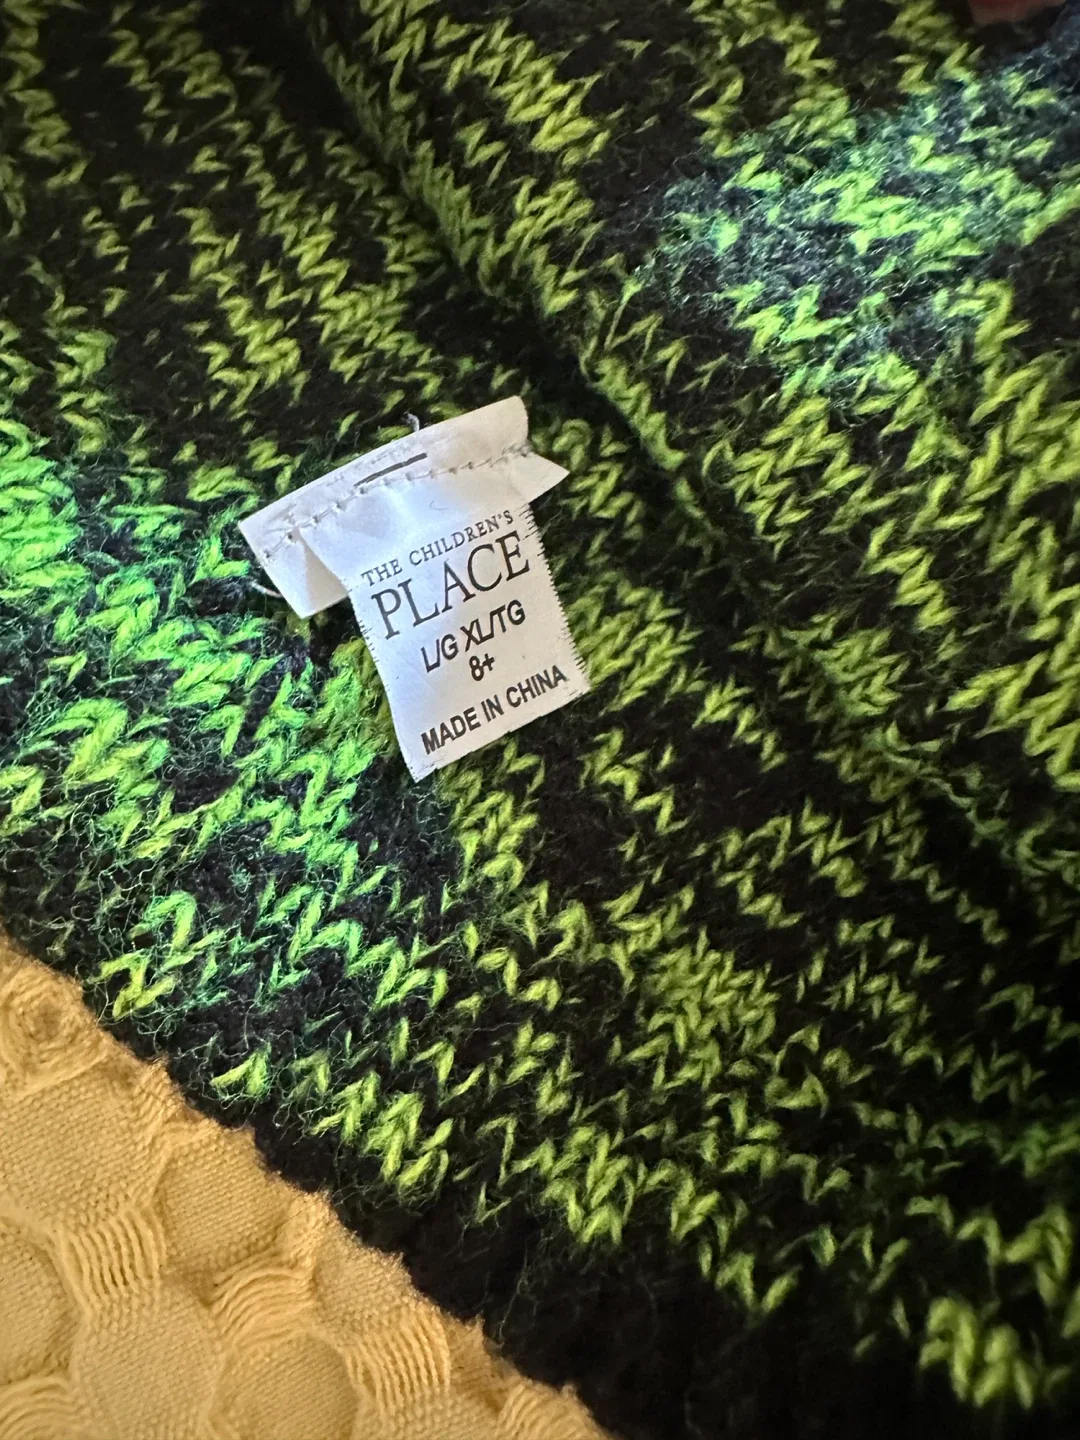 THE CHILDREN'S
PLACE
L/G XL/TG
8+
MADE IN CHINA